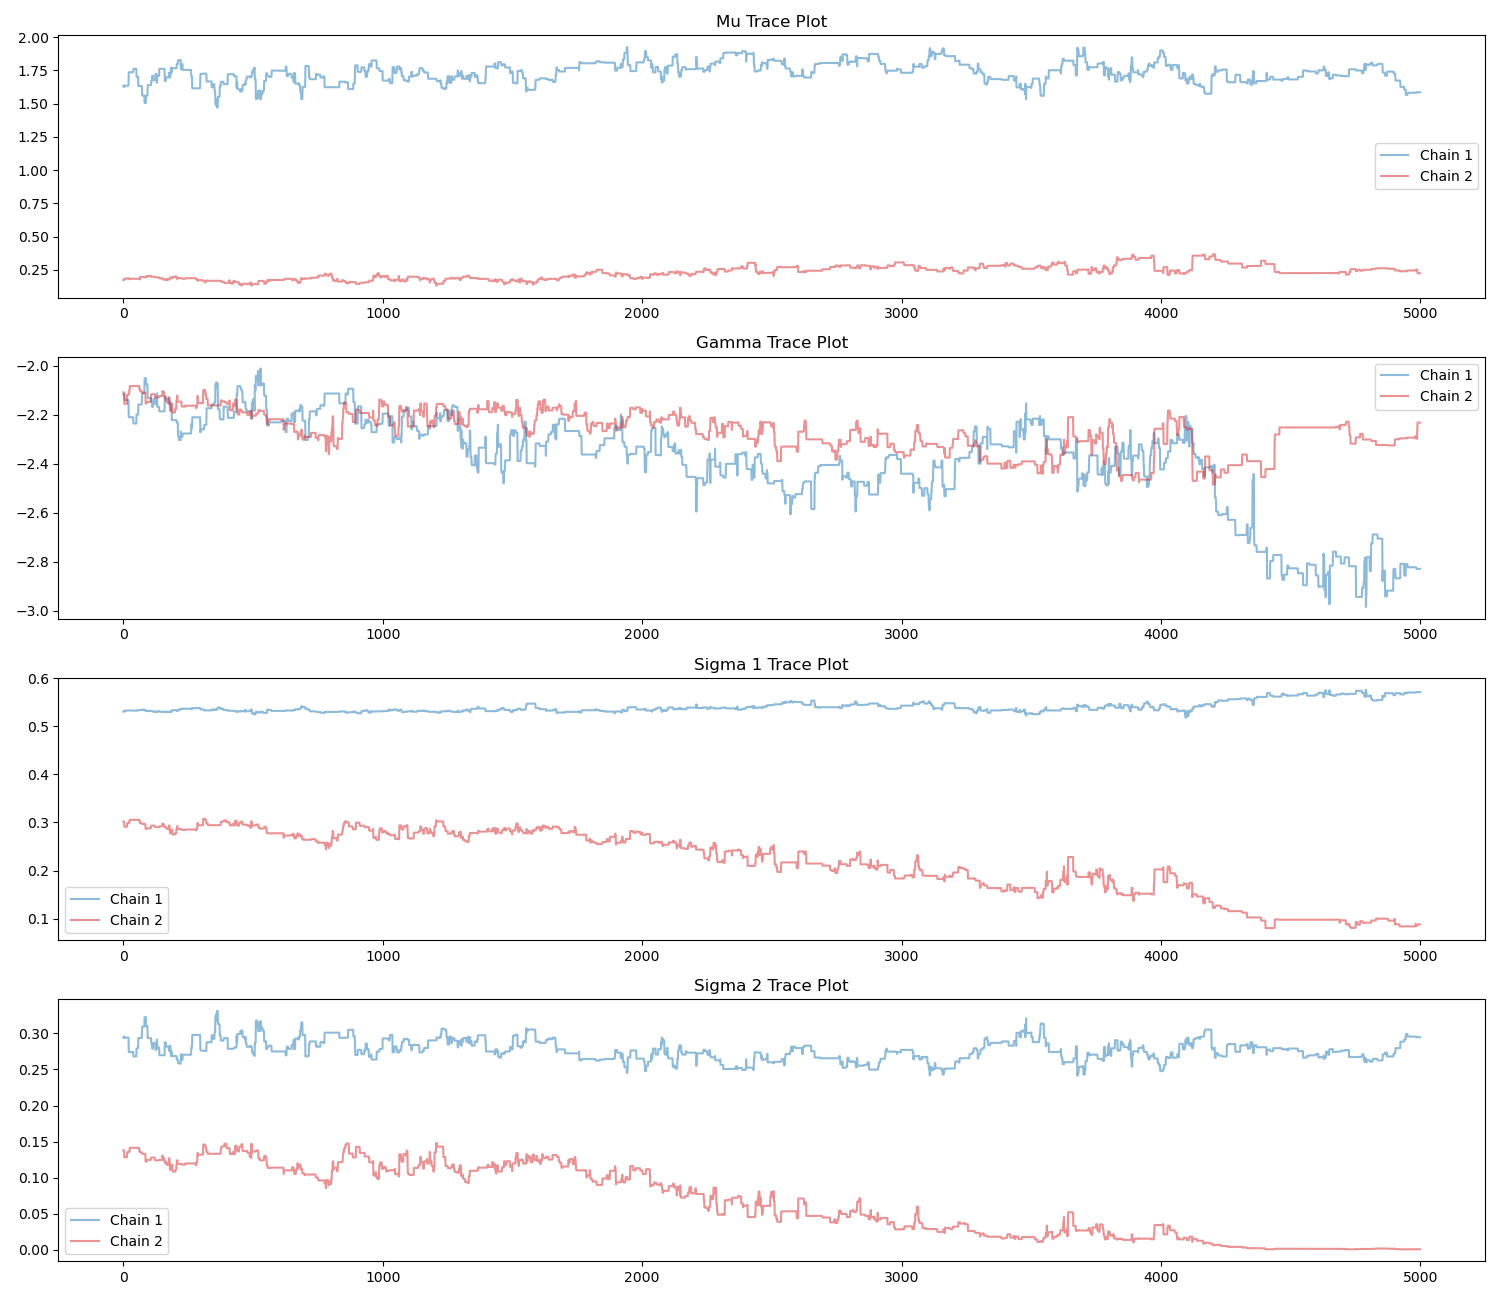 Mu Trace Plot
2.00
1.75
1.50
1.25
1.00
0.75
0.50
0.25
Chain 1
Chain 2
0 1000 2000 3000 4000 5000
Gamma Trace Plot
−2.0
−2.2
−2.4
−2.6
−2.8
−3.0
Chain 1
Chain 2
0 1000 2000 3000 4000 5000
Sigma 1 Trace Plot
0.6
0.5
0.4
0.3
0.2
0.1
Chain 1
Chain 2
0 1000 2000 3000 4000 5000
Sigma 2 Trace Plot
0.30
0.25
0.20
0.15
0.10
0.05
0.00
Chain 1
Chain 2
0 1000 2000 3000 4000 5000